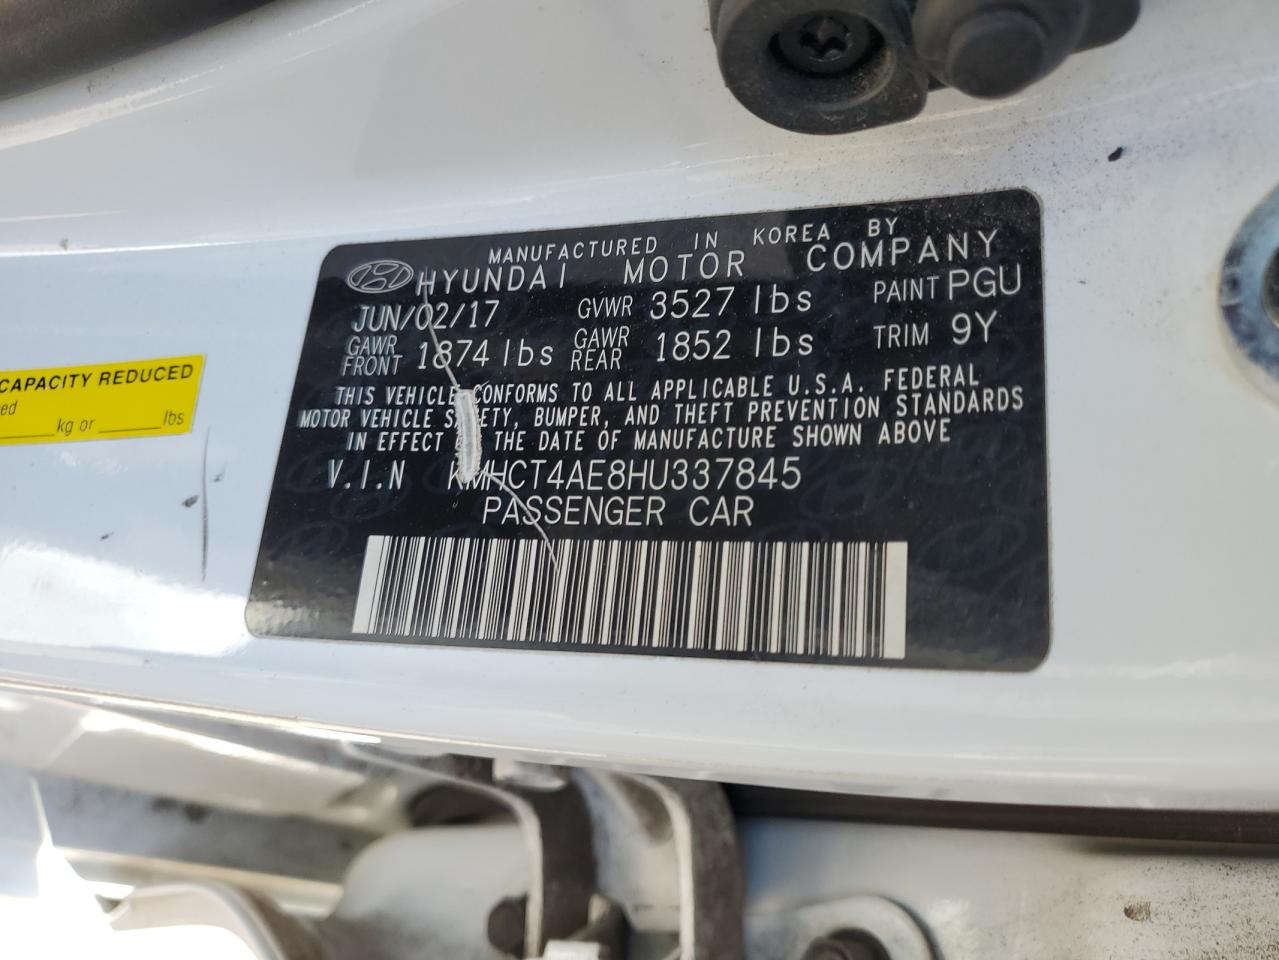 MANUFACTURED IN KOREA BY
HYUNDAI MOTOR COMPANY
JUN/02/17 GVWR 3527 lbs PAINT PGU
GAWR FRONT 1874 lbs GAWR REAR 1852 lbs TRIM 9Y
THIS VEHICLE CONFORMS TO ALL APPLICABLE U.S.A. FEDERAL
MOTOR VEHICLE SAFETY, BUMPER, AND THEFT PREVENTION STANDARDS
IN EFFECT THE DATE OF MANUFACTURE SHOWN ABOVE
V.I.N KMHCT4AE8HU337845
PASSENGER CAR
CAPACITY REDUCED
kg or lbs